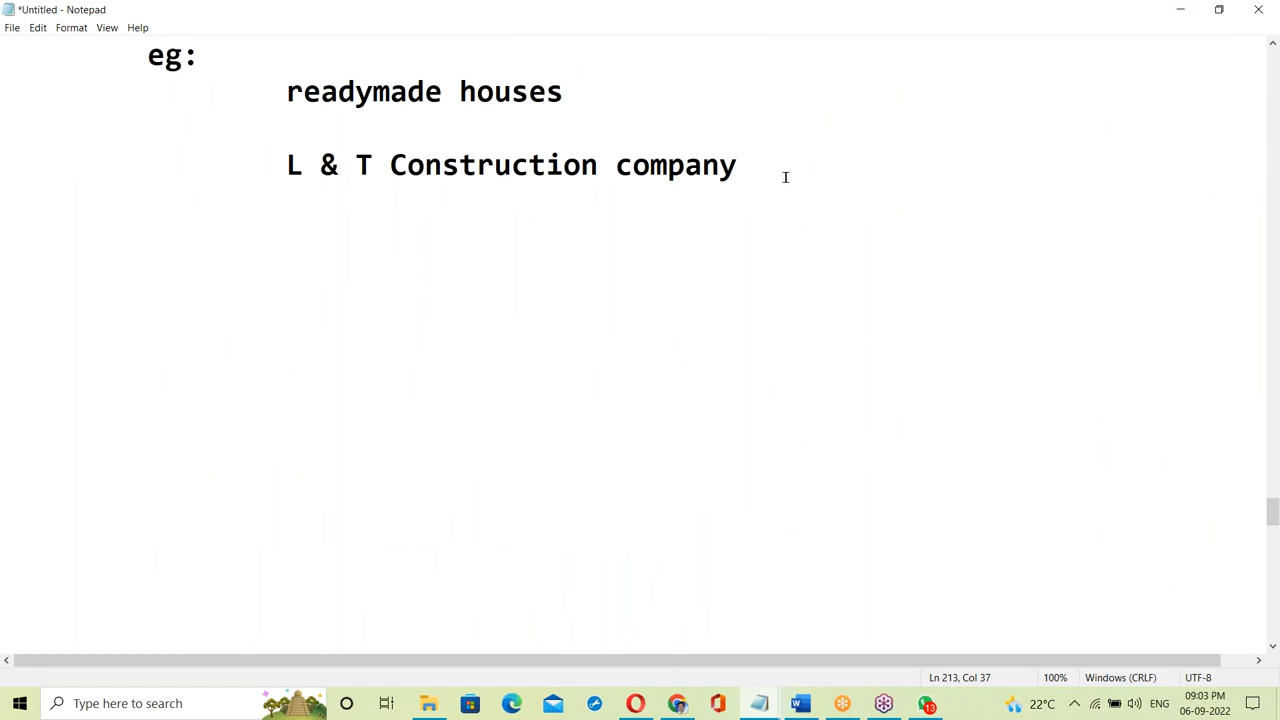 *Untitled - Notepad
File Edit Format View Help
eg:
readymade houses
L & T Construction company
Ln 213, Col 37 100% Windows (CRLF) UTF-8
Type here to search
13
22°C ENG
09:03 PM
06-09-2022